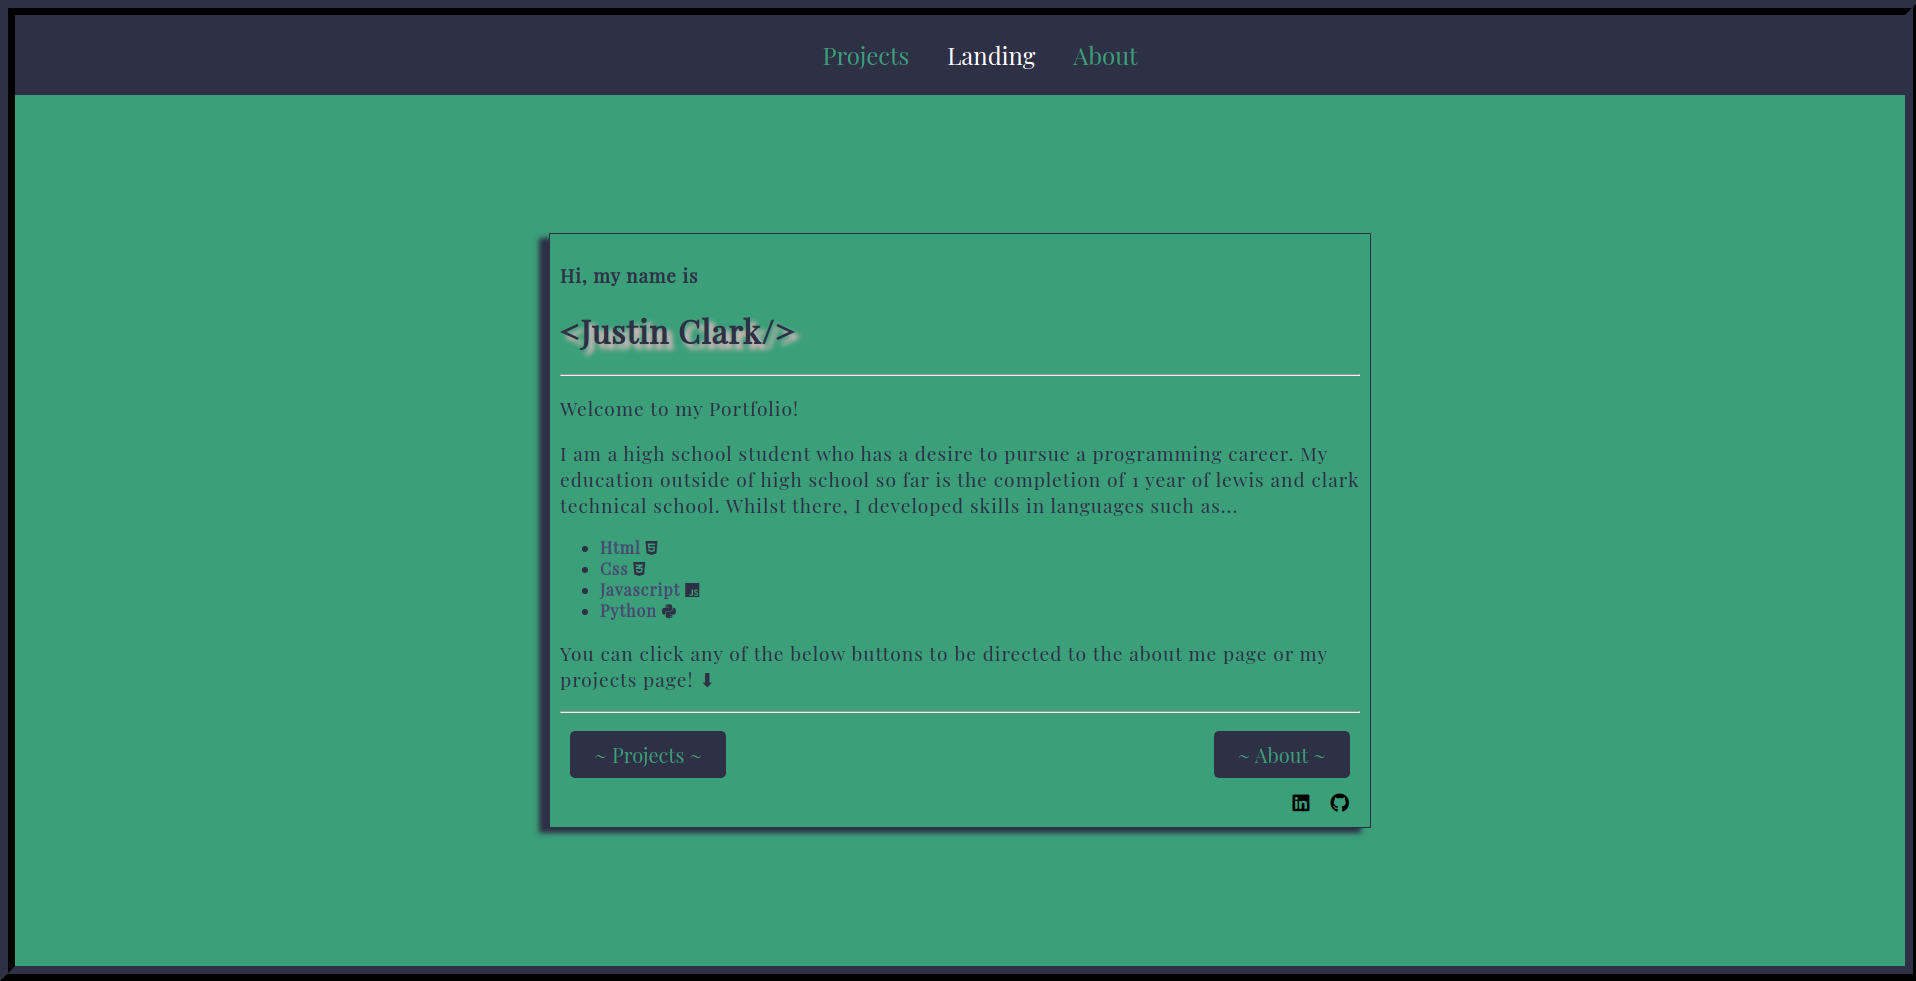 Projects Landing About
Hi, my name is
<Justin Clark/>
Welcome to my Portfolio!
I am a high school student who has a desire to pursue a programming career. My
education outside of high school so far is the completion of 1 year of lewis and clark
technical school. Whilst there, I developed skills in languages such as...
Html
Css
Javascript
Python
You can click any of the below buttons to be directed to the about me page or my
projects page! ⬇
~ Projects ~ ~ About ~